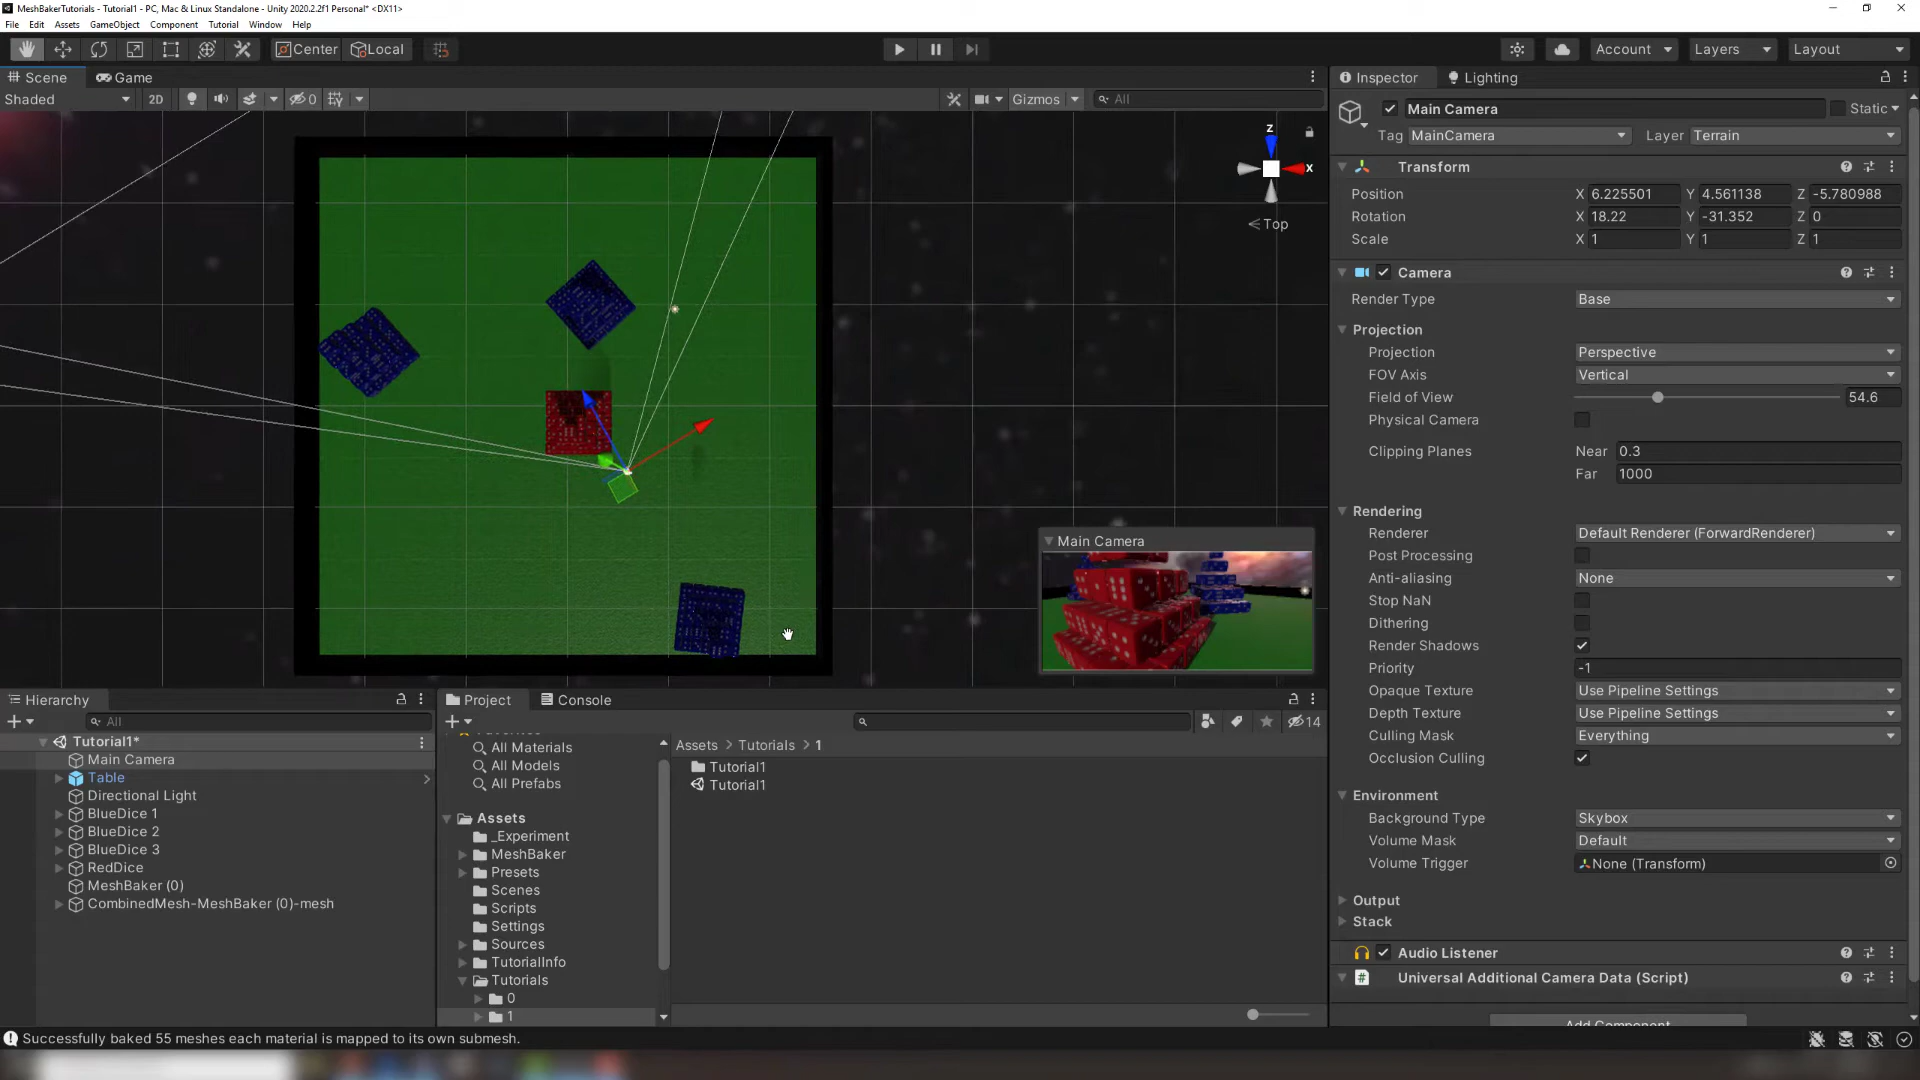 MeshBakerTutorials - Tutorial1 - PC, Mac & Linux Standalone - Unity 2020.2.2f1 Personal* <DX11>
File Edit Assets GameObject Component Tutorial Window Help
Center Local Account Layers Layout
Scene Game
Shaded 2D 0 Gizmos All
z
x
Top
Main Camera
Inspector Lighting
Main Camera Static
Tag MainCamera Layer Terrain
Transform
Position X 6.225501 Y 4.561138 Z -5.780988
Rotation X 18.22 Y -31.352 Z 0
Scale X 1 Y 1 Z 1
Camera
Render Type Base
Projection
Projection Perspective
FOV Axis Vertical
Field of View 54.6
Physical Camera
Clipping Planes Near 0.3
Far 1000
Rendering
Renderer Default Renderer (ForwardRenderer)
Post Processing
Anti-aliasing None
Stop NaN
Dithering
Render Shadows
Priority -1
Opaque Texture Use Pipeline Settings
Depth Texture Use Pipeline Settings
Culling Mask Everything
Occlusion Culling
Environment
Background Type Skybox
Volume Mask Default
Volume Trigger None (Transform)
Output
Stack
Audio Listener
Universal Additional Camera Data (Script)
Add Component
Hierarchy
All
Tutorial1*
Main Camera
Table
Directional Light
BlueDice 1
BlueDice 2
BlueDice 3
RedDice
MeshBaker (0)
CombinedMesh-MeshBaker (0)-mesh
Project Console
14
Favorites
All Materials
All Models
All Prefabs
Assets
_Experiment
MeshBaker
Presets
Scenes
Scripts
Settings
Sources
TutorialInfo
Tutorials
0
1
Assets > Tutorials > 1
Tutorial1
Tutorial1
Successfully baked 55 meshes each material is mapped to its own submesh.